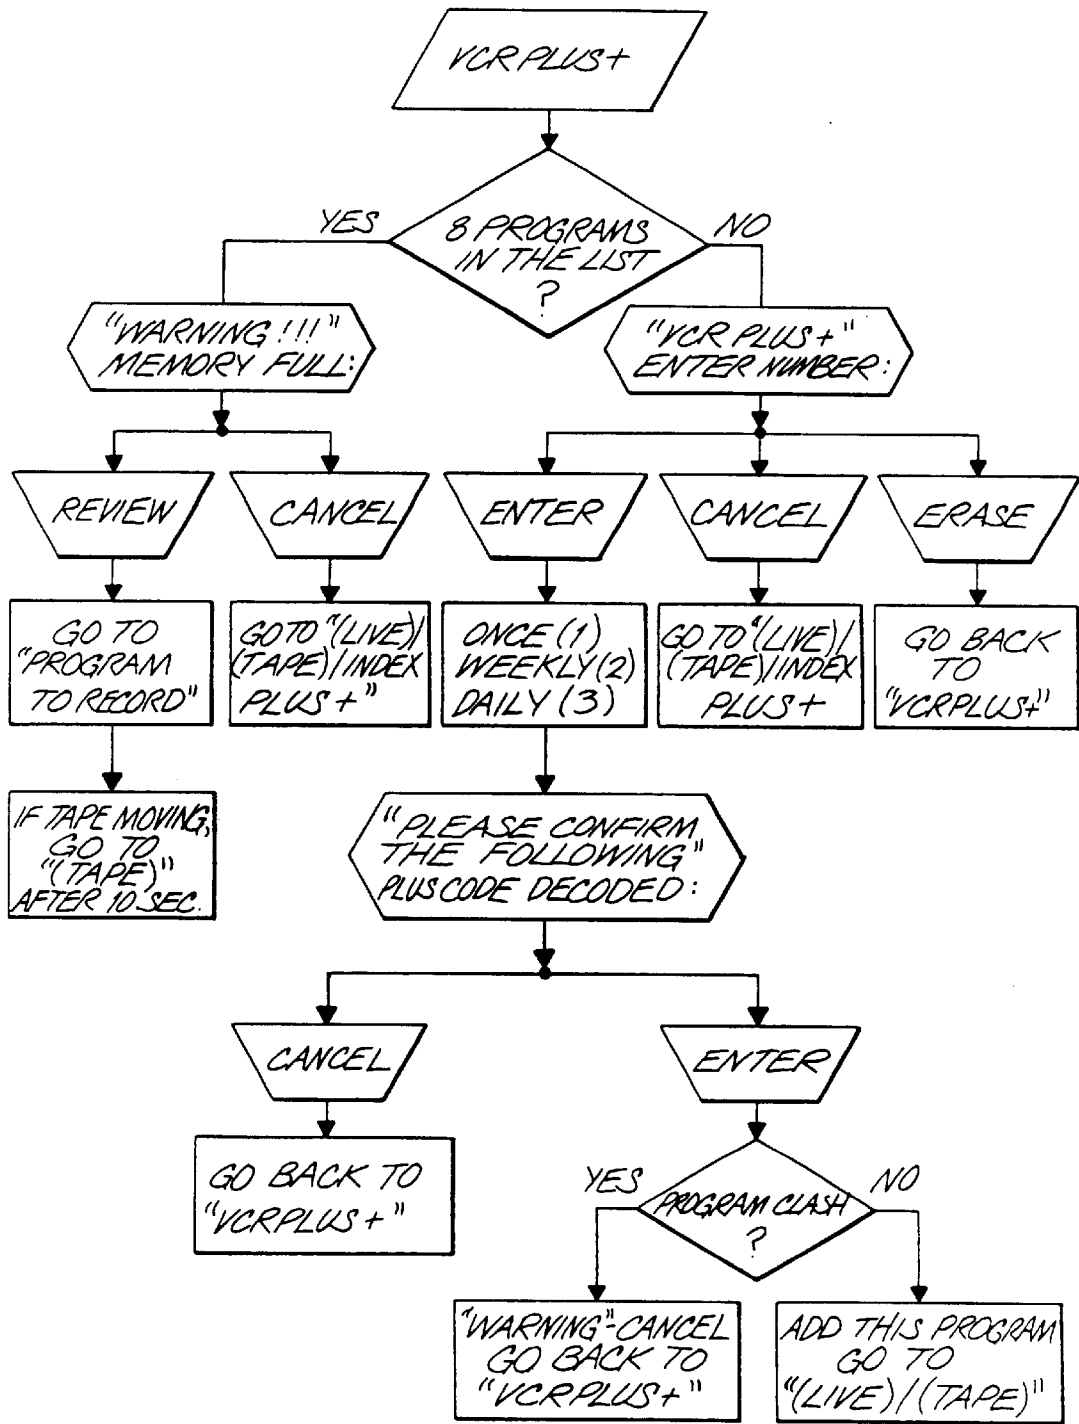 VCR PLUS+
8 PROGRAMS
IN THE LIST
?
YES
NO
"WARNING!!!"
MEMORY FULL:
"VCR PLUS+"
ENTER NUMBER:
REVIEW
CANCEL
ENTER
CANCEL
ERASE
GO TO
"PROGRAM
TO RECORD"
GO TO "(LIVE)/
(TAPE)/INDEX
PLUS+"
ONCE (1)
WEEKLY (2)
DAILY (3)
GO TO "(LIVE)/
(TAPE)/INDEX
PLUS+
GO BACK
TO
"VCRPLUS+"
IF TAPE MOVING,
GO TO
"(TAPE)"
AFTER 10 SEC.
"PLEASE CONFIRM
THE FOLLOWING"
PLUS CODE DECODED:
CANCEL
ENTER
GO BACK TO
"VCRPLUS+"
YES
NO
PROGRAM CLASH
?
"WARNING"-CANCEL
GO BACK TO
"VCRPLUS+"
ADD THIS PROGRAM
GO TO
"(LIVE)/(TAPE)"